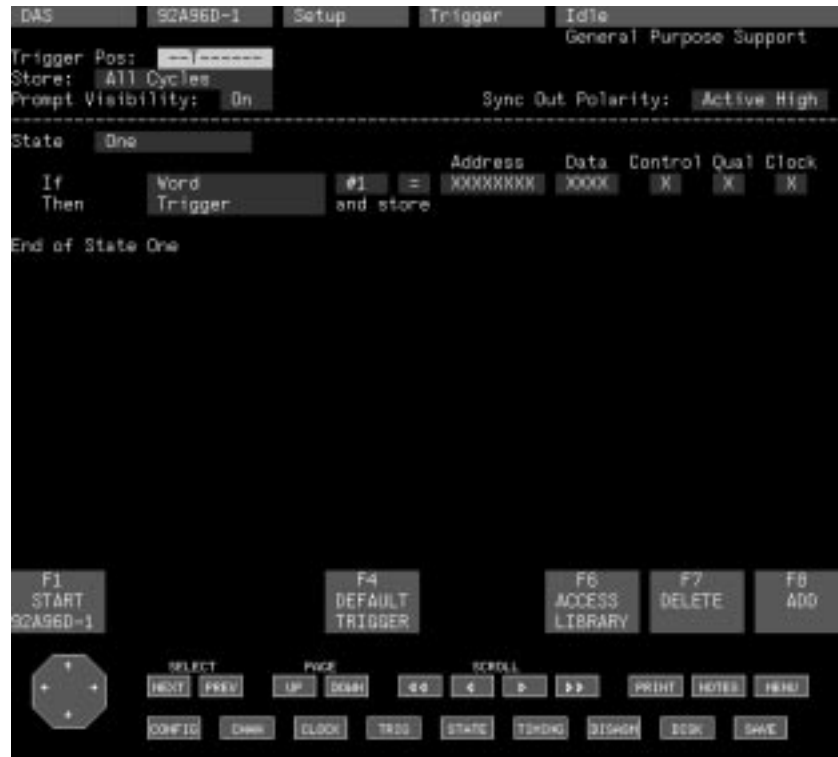 DAS 92A96D-1 Setup Trigger Idle
General Purpose Support
Trigger Pos: --T------
Store: All Cycles
Prompt Visibility: On Sync Out Polarity: Active High
State One
Address Data Control Qual Clock
If Word #1 = XXXXXXXX XXXX X X X
Then Trigger and store
End of State One
F1 F4 F6 F7 F8
START DEFAULT ACCESS DELETE ADD
92A96D-1 TRIGGER LIBRARY
SELECT PAGE SCROLL
NEXT PREV UP DOWN PRINT NOTES MENU
CONFIG CHAN CLOCK TRIG STATE TIMING DISASM DISK SAVE